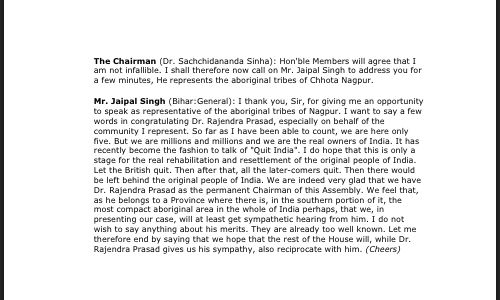 The Chairman (Dr. Sachchidananda Sinha): Hon'ble Members will agree that I
am not infallible. I shall therefore now call on Mr. Jaipal Singh to address you for
a few minutes, He represents the aboriginal tribes of Chhota Nagpur.
Mr. Jaipal Singh (Bihar:General): I thank you, Sir, for giving me an opportunity
to speak as representative of the aboriginal tribes of Nagpur. I want to say a few
words in congratulating Dr. Rajendra Prasad, especially on behalf of the
community I represent. So far as I have been able to count, we are here only
five. But we are millions and millions and we are the real owners of India. It has
recently become the fashion to talk of "Quit India". I do hope that this is only a
stage for the real rehabilitation and resettlement of the original people of India.
Let the British quit. Then after that, all the later-comers quit. Then there would
be left behind the original people of India. We are indeed very glad that we have
Dr. Rajendra Prasad as the permanent Chairman of this Assembly. We feel that,
as he belongs to a Province where there is, in the southern portion of it, the
most compact aboriginal area in the whole of India perhaps, that we, in
presenting our case, will at least get sympathetic hearing from him. I do not
wish to say anything about his merits. They are already too well known. Let me
therefore end by saying that we hope that the rest of the House will, while Dr.
Rajendra Prasad gives us his sympathy, also reciprocate with him. (Cheers)